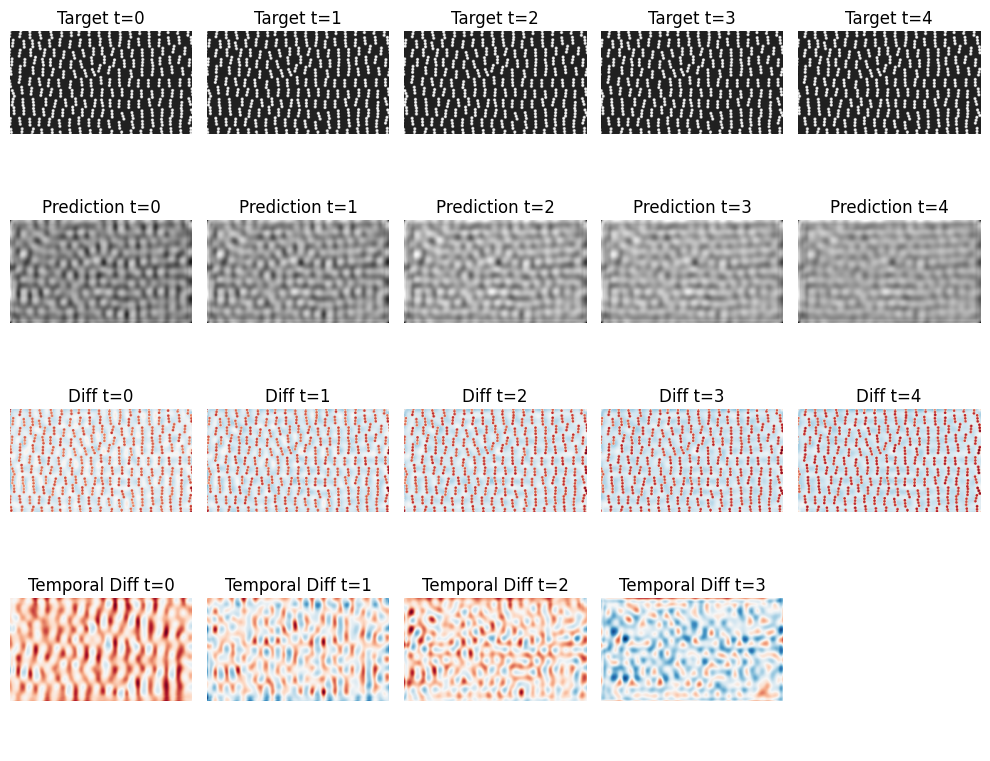 Target t=0
Target t=1
Target t=2
Target t=3
Target t=4
Prediction t=0
Prediction t=1
Prediction t=2
Prediction t=3
Prediction t=4
Diff t=0
Diff t=1
Diff t=2
Diff t=3
Diff t=4
Temporal Diff t=0
Temporal Diff t=1
Temporal Diff t=2
Temporal Diff t=3